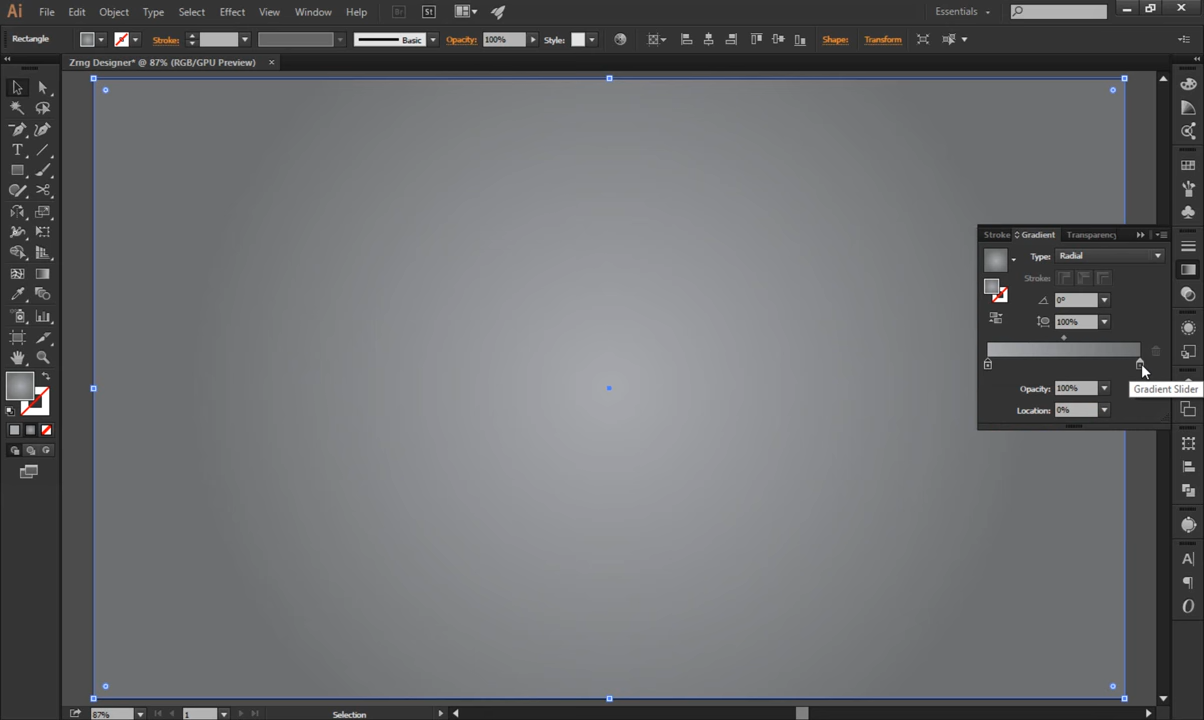 Ai File Edit Object Type Select Effect View Window Help Br St Essentials
Rectangle Stroke: Basic Opacity: 100% Style: Shape: Transform
Zrng Designer* @ 87% (RGB/GPU Preview) ×
Stroke Gradient Transparency
Type: Radial
Stroke:
0°
100%
Opacity: 100%
Gradient Slider
Location: 0%
87% 1 Selection